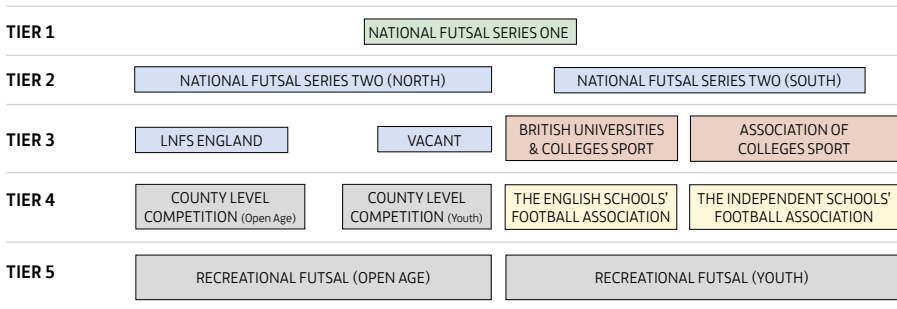 TIER 1
NATIONAL FUTSAL SERIES ONE
TIER 2
NATIONAL FUTSAL SERIES TWO (NORTH)
NATIONAL FUTSAL SERIES TWO (SOUTH)
TIER 3
LNFS ENGLAND
VACANT
BRITISH UNIVERSITIES
& COLLEGES SPORT
ASSOCIATION OF
COLLEGES SPORT
TIER 4
COUNTY LEVEL
COMPETITION (Open Age)
COUNTY LEVEL
COMPETITION (Youth)
THE ENGLISH SCHOOLS'
FOOTBALL ASSOCIATION
THE INDEPENDENT SCHOOLS'
FOOTBALL ASSOCIATION
TIER 5
RECREATIONAL FUTSAL (OPEN AGE)
RECREATIONAL FUTSAL (YOUTH)